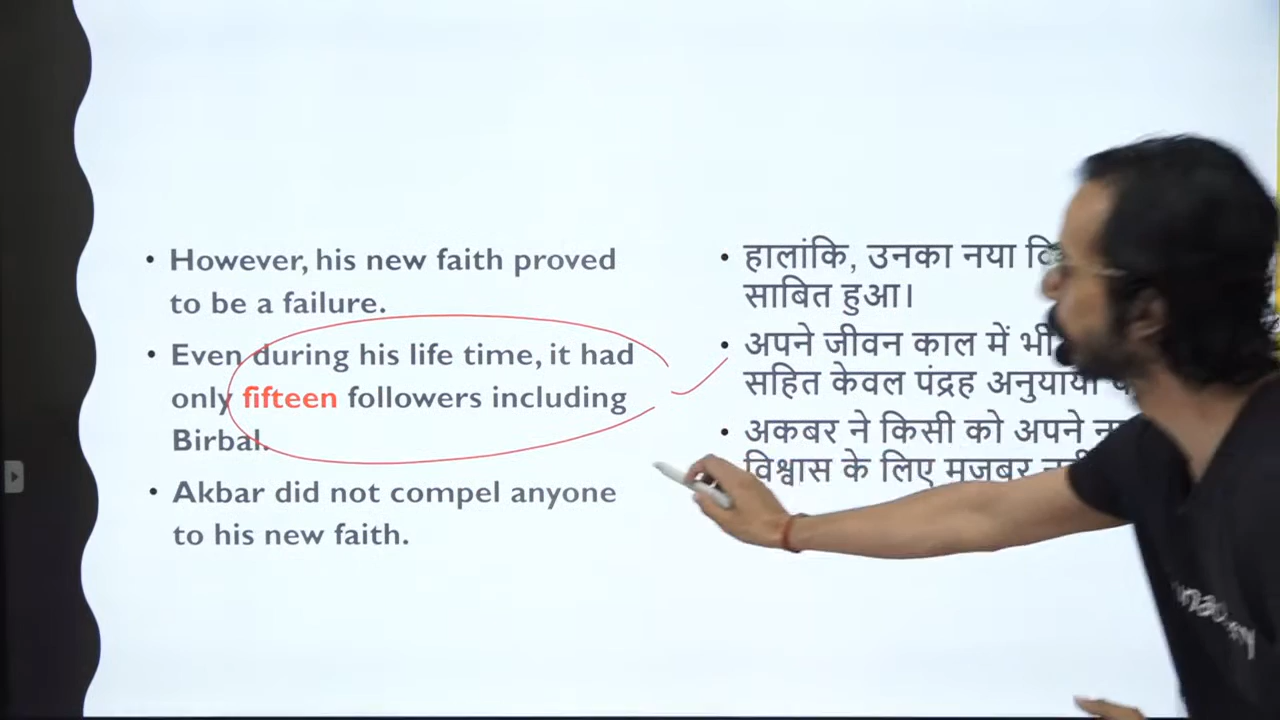 • However, his new faith proved
to be a failure.
• Even during his life time, it had
only fifteen followers including
Birbal.
• Akbar did not compel anyone
to his new faith.
• हालांकि, उनका नया
साबित हुआ।
• अपने जीवन काल में भी
सहित केवल पंद्रह अनुयायी
• अकबर ने किसी को अपने
विश्वास के लिए मजबूर